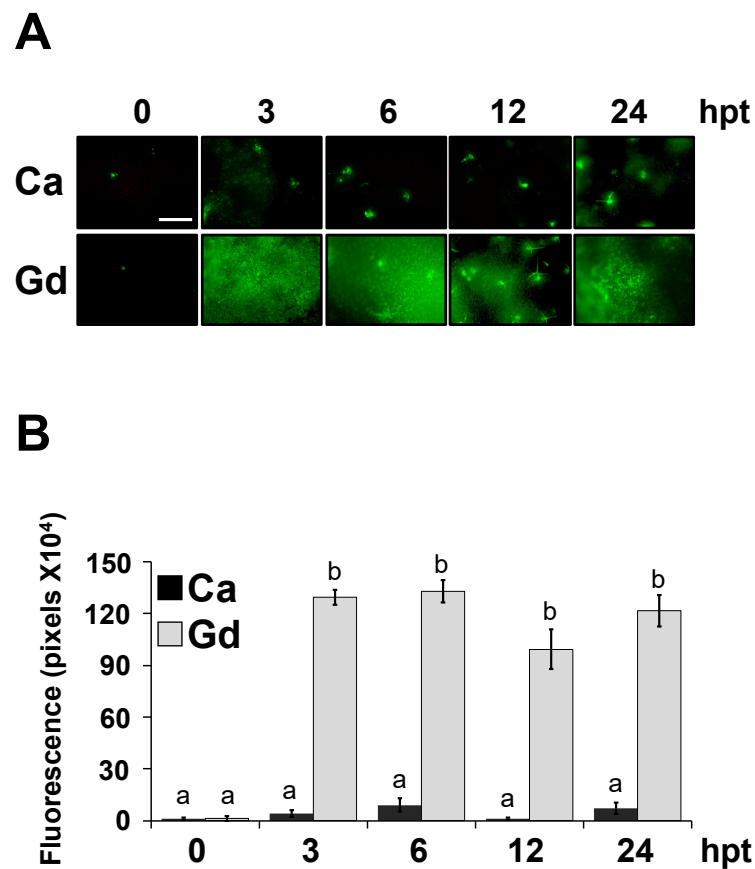 A
0 3 6 12 24 hpt
Ca
Gd
B
Fluorescence (pixels X10⁴)
150
120
90
60
30
0
Ca
Gd
a a a b a b a b a b
0 3 6 12 24 hpt